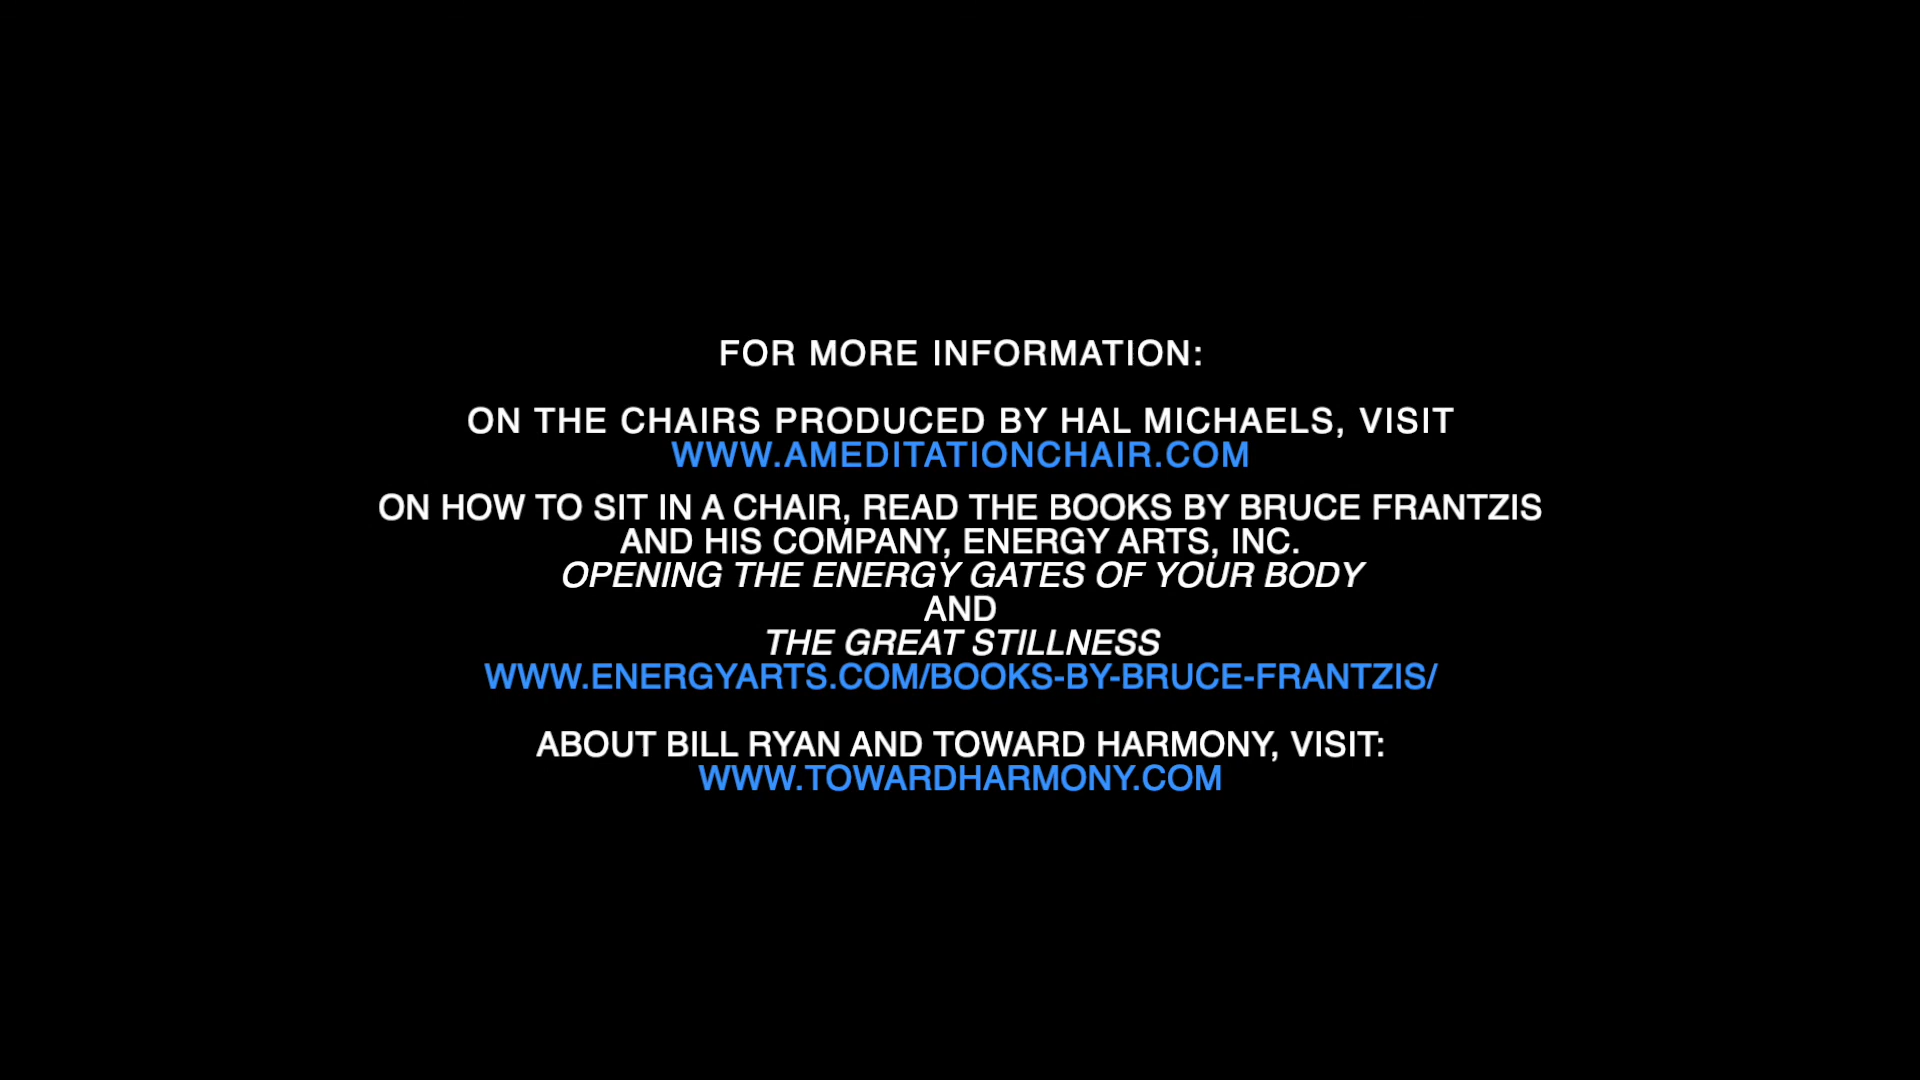 FOR MORE INFORMATION:
ON THE CHAIRS PRODUCED BY HAL MICHAELS, VISIT
WWW.AMEDITATIONCHAIR.COM
ON HOW TO SIT IN A CHAIR, READ THE BOOKS BY BRUCE FRANTZIS
AND HIS COMPANY, ENERGY ARTS, INC.
OPENING THE ENERGY GATES OF YOUR BODY
AND
THE GREAT STILLNESS
WWW.ENERGYARTS.COM/BOOKS-BY-BRUCE-FRANTZIS/
ABOUT BILL RYAN AND TOWARD HARMONY, VISIT:
WWW.TOWARDHARMONY.COM